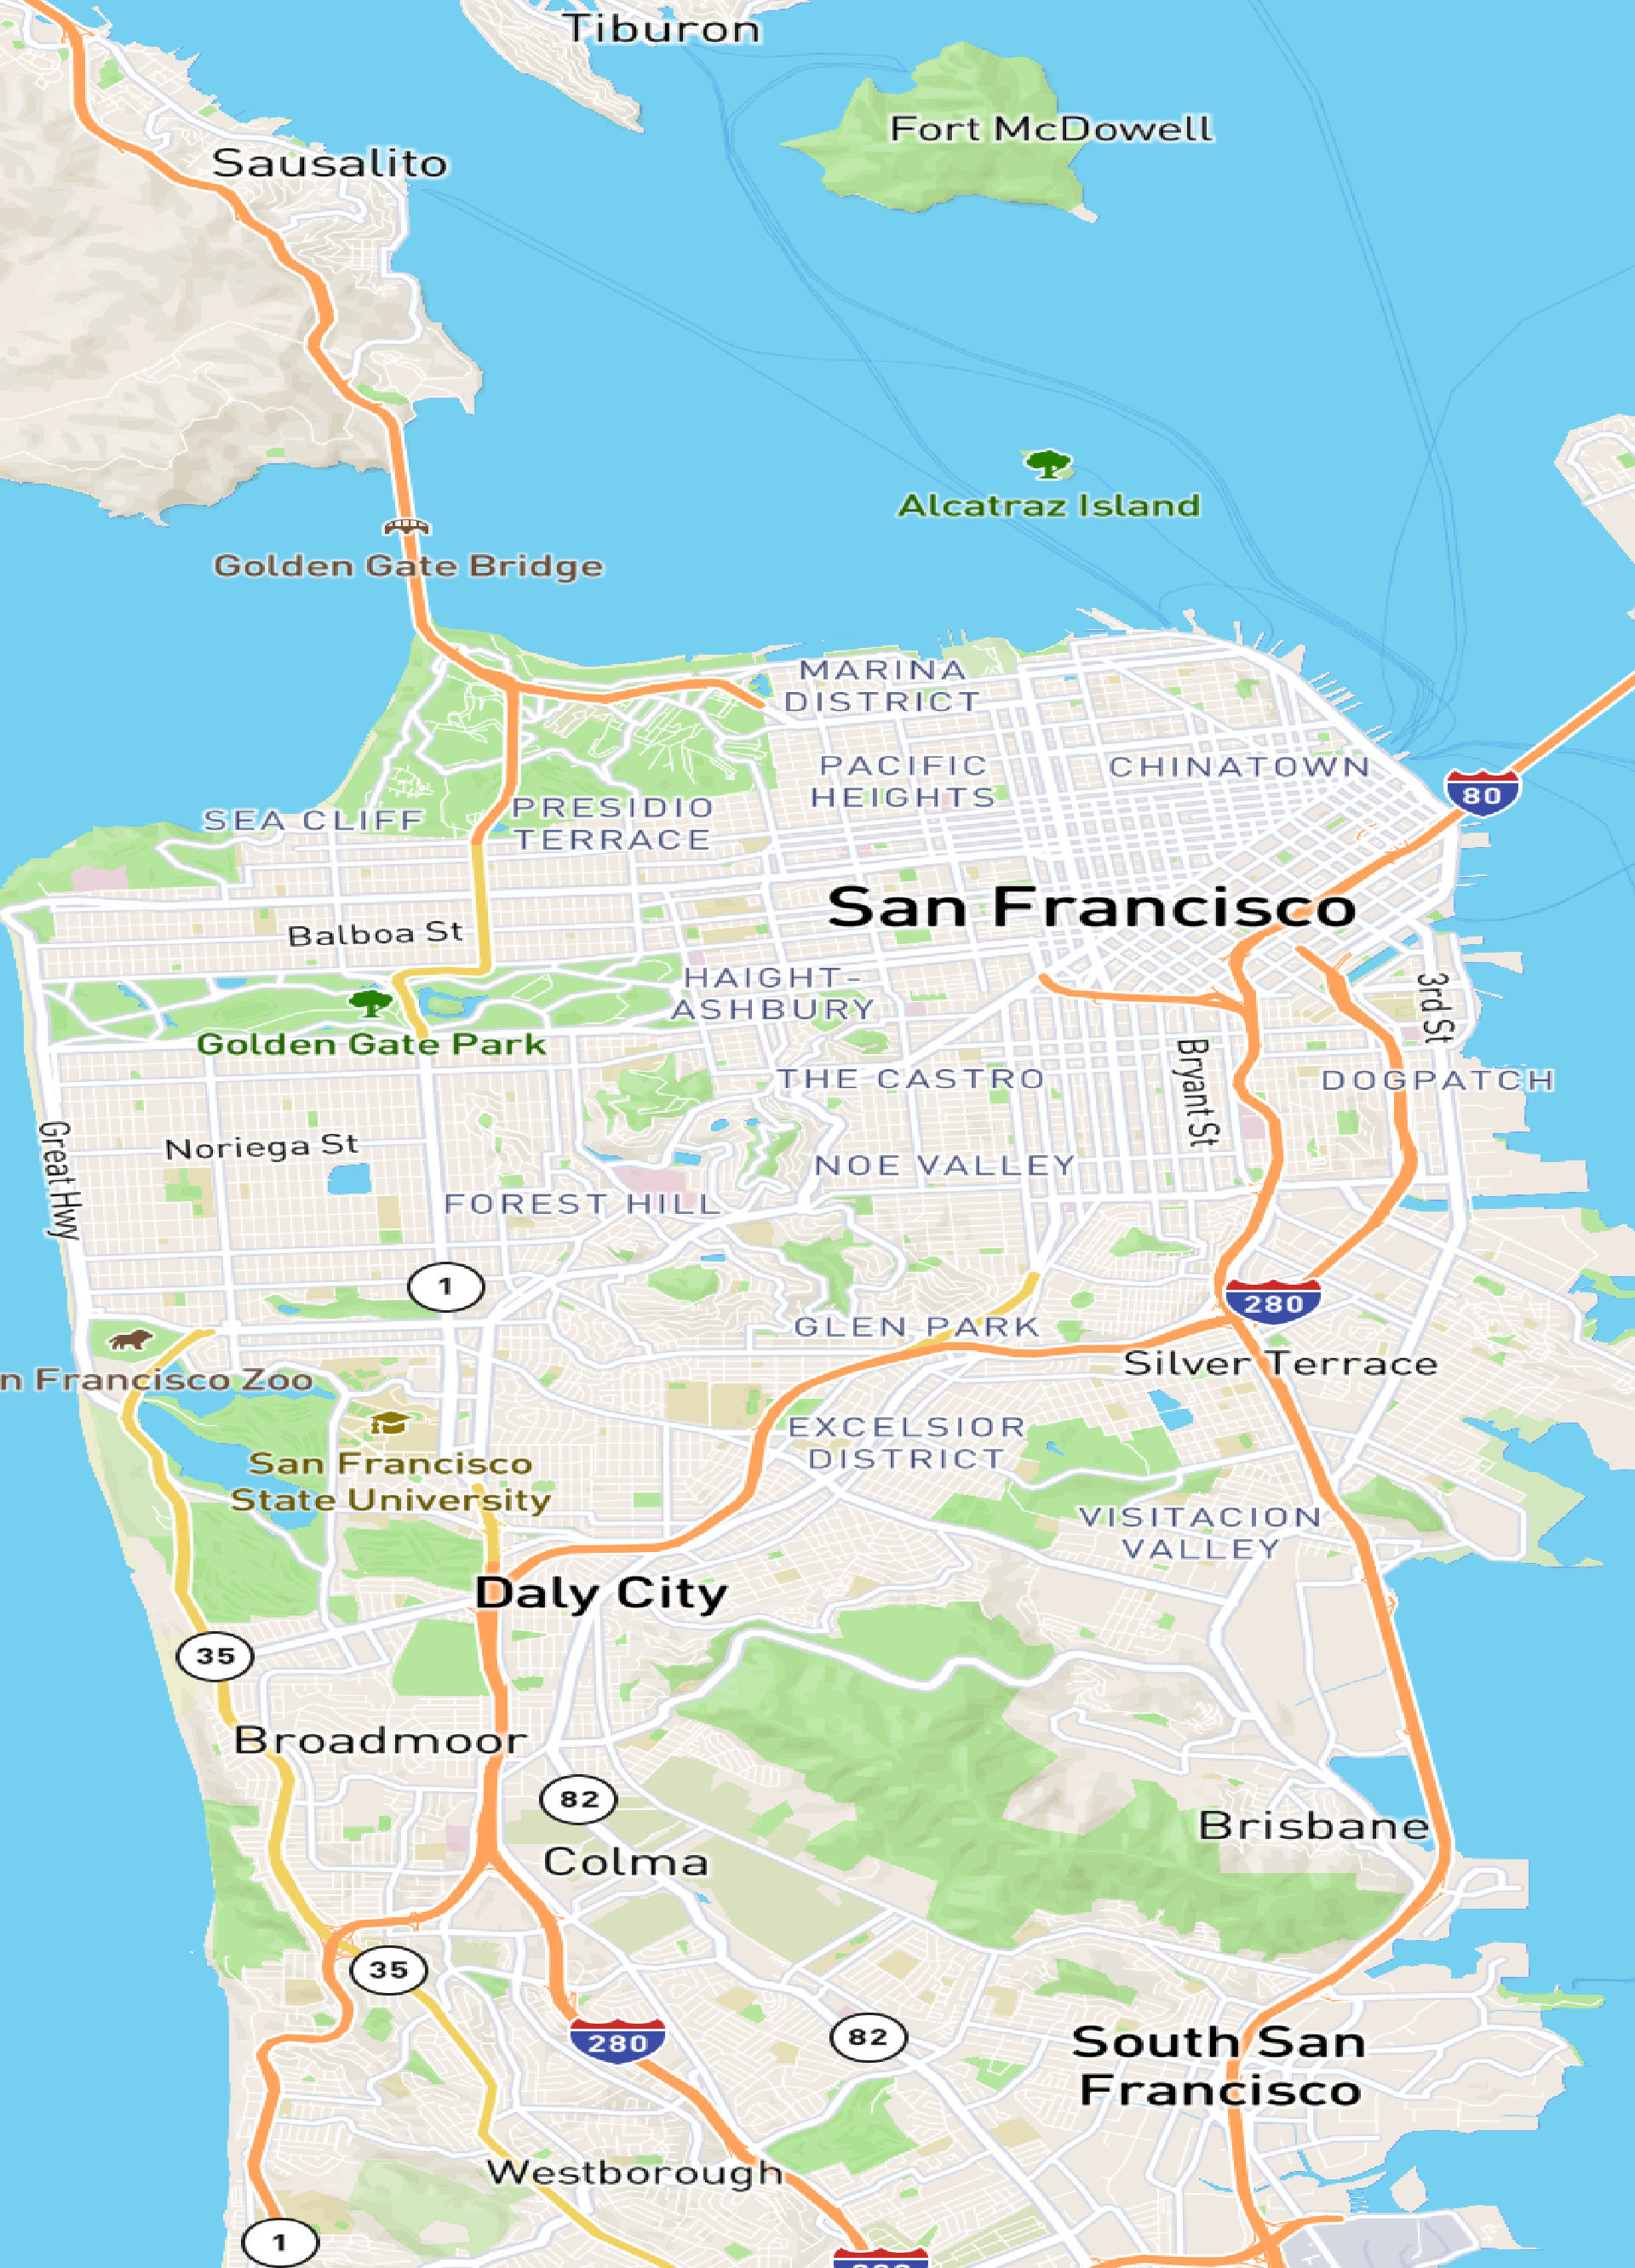 Tiburon
Fort McDowell
Sausalito
Alcatraz Island
Golden Gate Bridge
MARINA
DISTRICT
PACIFIC
HEIGHTS
CHINATOWN
80
SEA CLIFF
PRESIDIO
TERRACE
San Francisco
Balboa St
HAIGHT-
ASHBURY
3rd St
Golden Gate Park
THE CASTRO
Bryant St
DOGPATCH
Great Hwy
Noriega St
NOE VALLEY
FOREST HILL
1
280
GLEN PARK
Silver Terrace
n Francisco Zoo
EXCELSIOR
DISTRICT
San Francisco
State University
VISITACION
VALLEY
Daly City
35
Broadmoor
82
Brisbane
Colma
35
280
82
South San
Francisco
Westborough
1